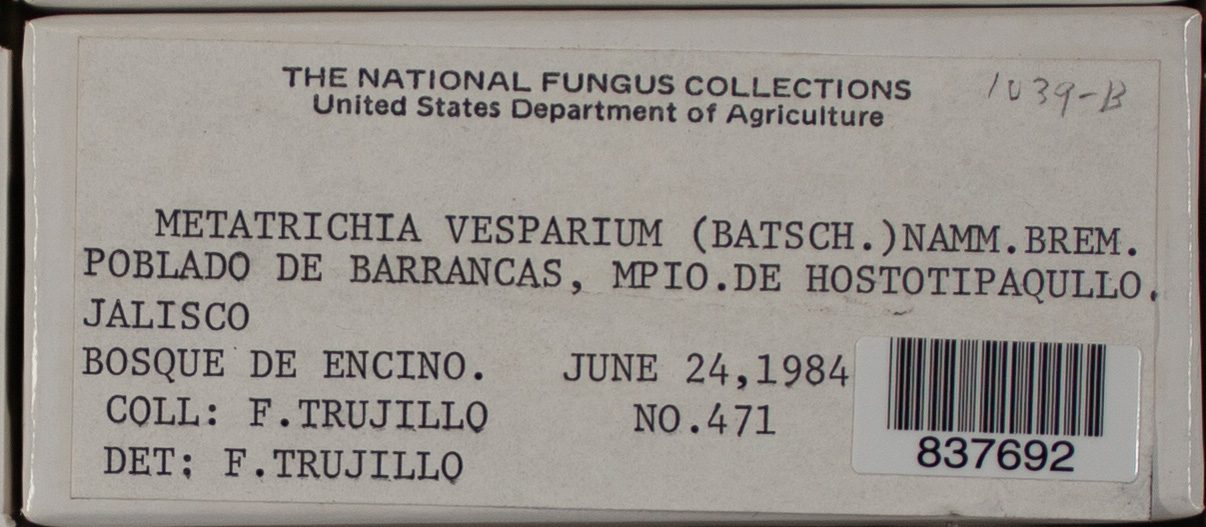 THE NATIONAL FUNGUS COLLECTIONS
United States Department of Agriculture
1039-B
METATRICHIA VESPARIUM (BATSCH.)NAMM.BREM.
POBLADO DE BARRANCAS, MPIO.DE HOSTOTIPAQULLO.
JALISCO
BOSQUE DE ENCINO. JUNE 24,1984
COLL: F.TRUJILLO NO.471
DET: F.TRUJILLO
837692